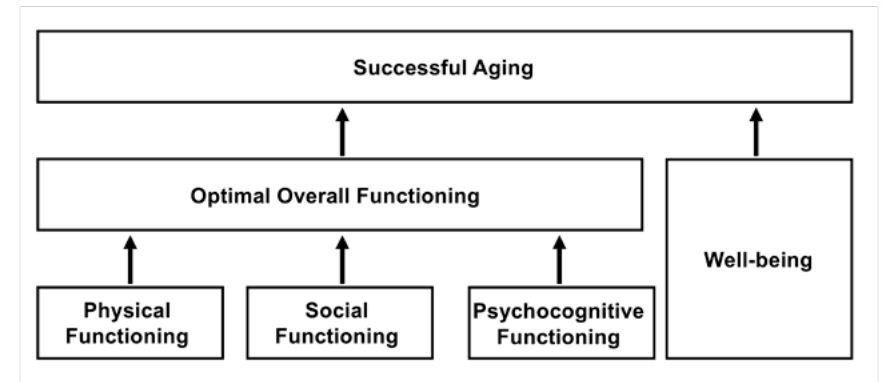 Successful Aging
Optimal Overall Functioning
Well-being
Physical
Functioning
Social
Functioning
Psychocognitive
Functioning